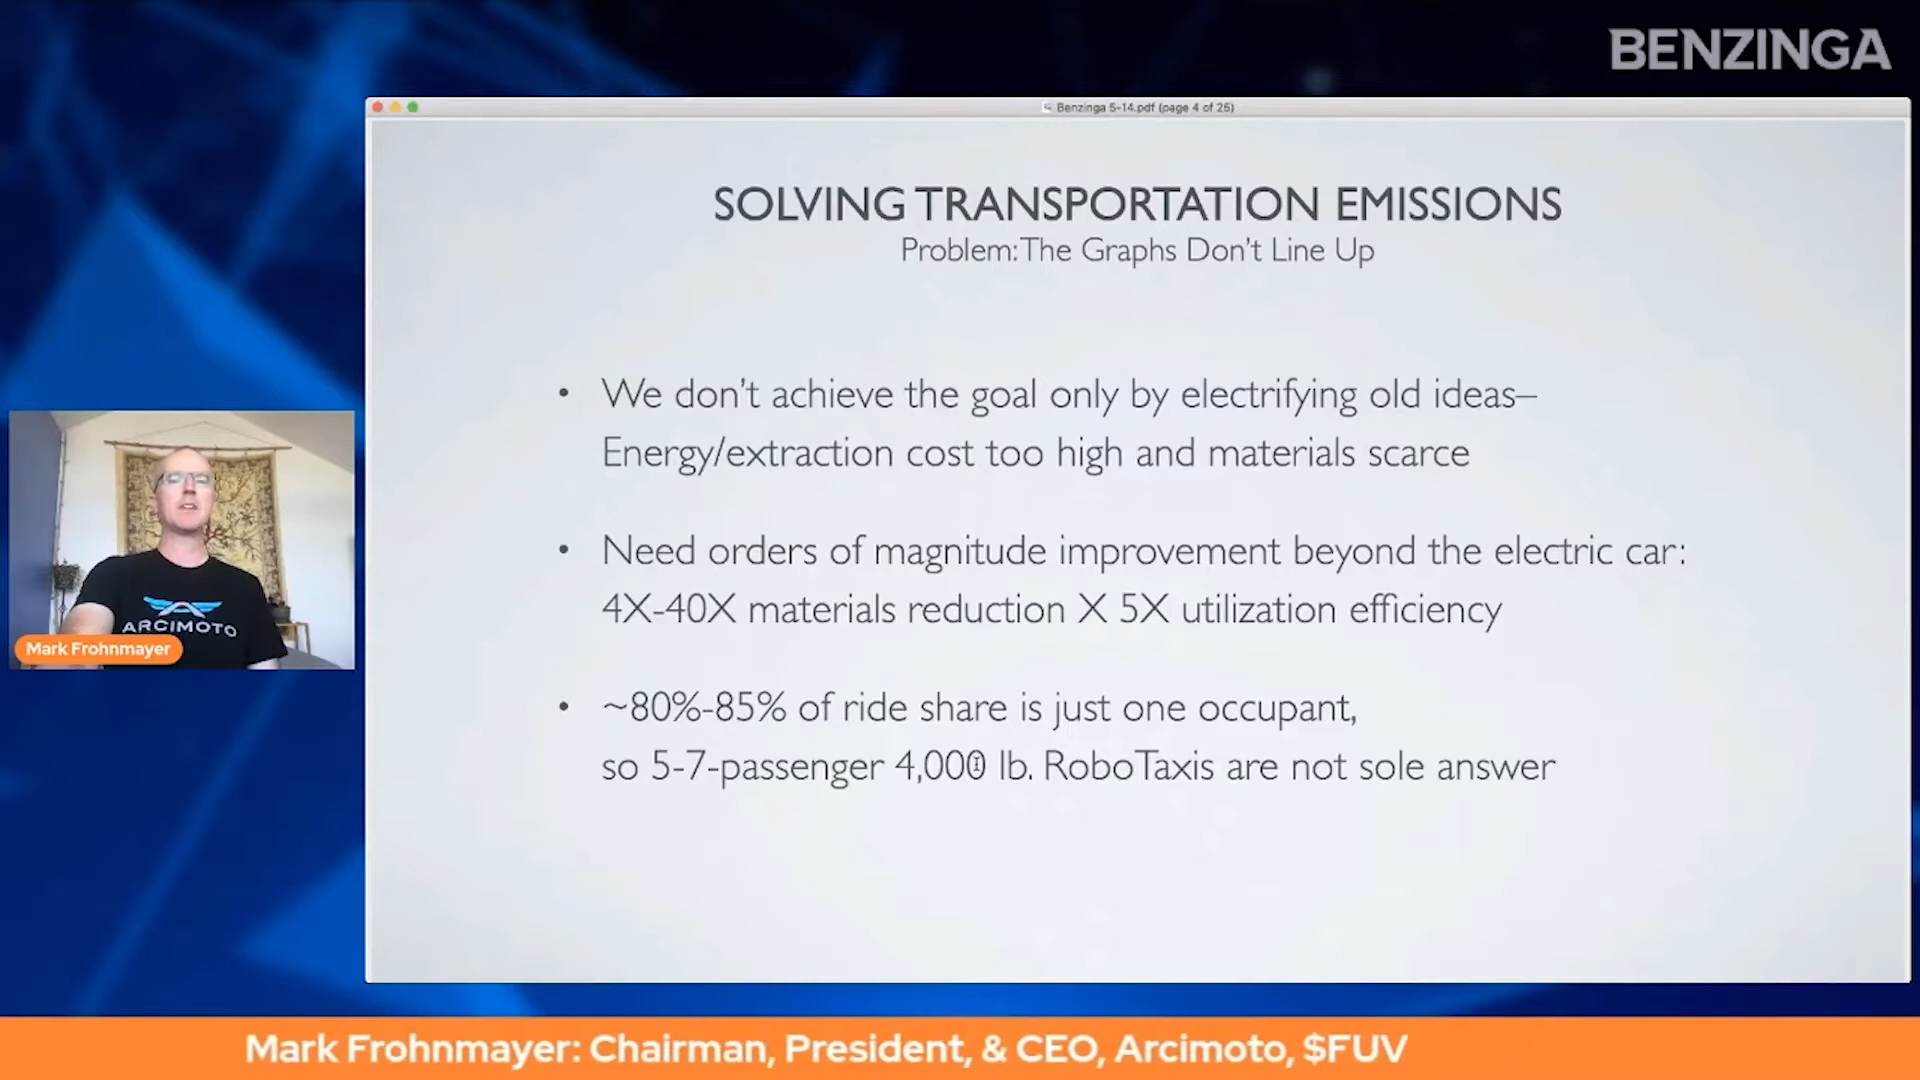 BENZINGA
Benzinga 5-14.pdf (page 4 of 25)
SOLVING TRANSPORTATION EMISSIONS
Problem: The Graphs Don't Line Up
• We don't achieve the goal only by electrifying old ideas–
Energy/extraction cost too high and materials scarce
• Need orders of magnitude improvement beyond the electric car:
4X-40X materials reduction X 5X utilization efficiency
• ~80%-85% of ride share is just one occupant,
so 5-7-passenger 4,000 lb. RoboTaxis are not sole answer
ARCIMOTO
Mark Frohnmayer
Mark Frohnmayer: Chairman, President, & CEO, Arcimoto, $FUV